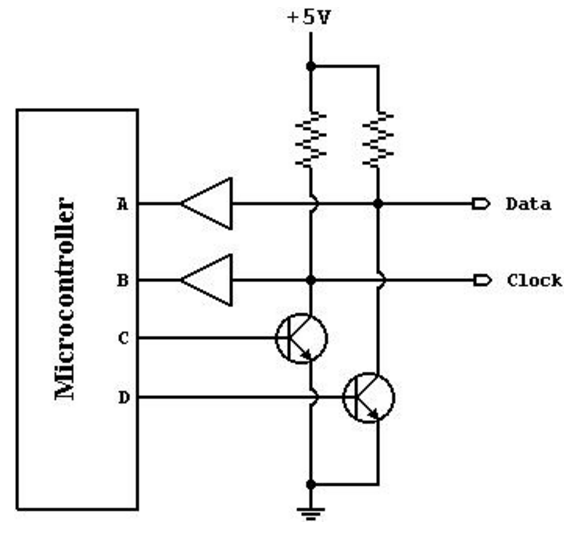 +5V
A
Data
B
Clock
C
D
Microcontroller